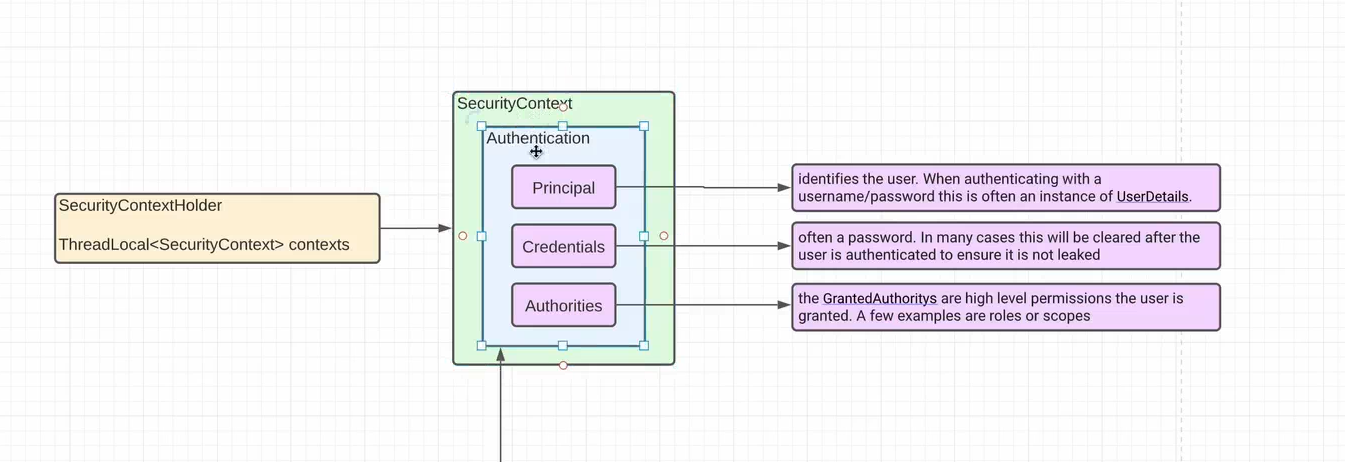 SecurityContext
Authentication
Principal
identifies the user. When authenticating with a
username/password this is often an instance of UserDetails.
SecurityContextHolder
ThreadLocal<SecurityContext> contexts
Credentials
often a password. In many cases this will be cleared after the
user is authenticated to ensure it is not leaked
Authorities
the GrantedAuthoritys are high level permissions the user is
granted. A few examples are roles or scopes